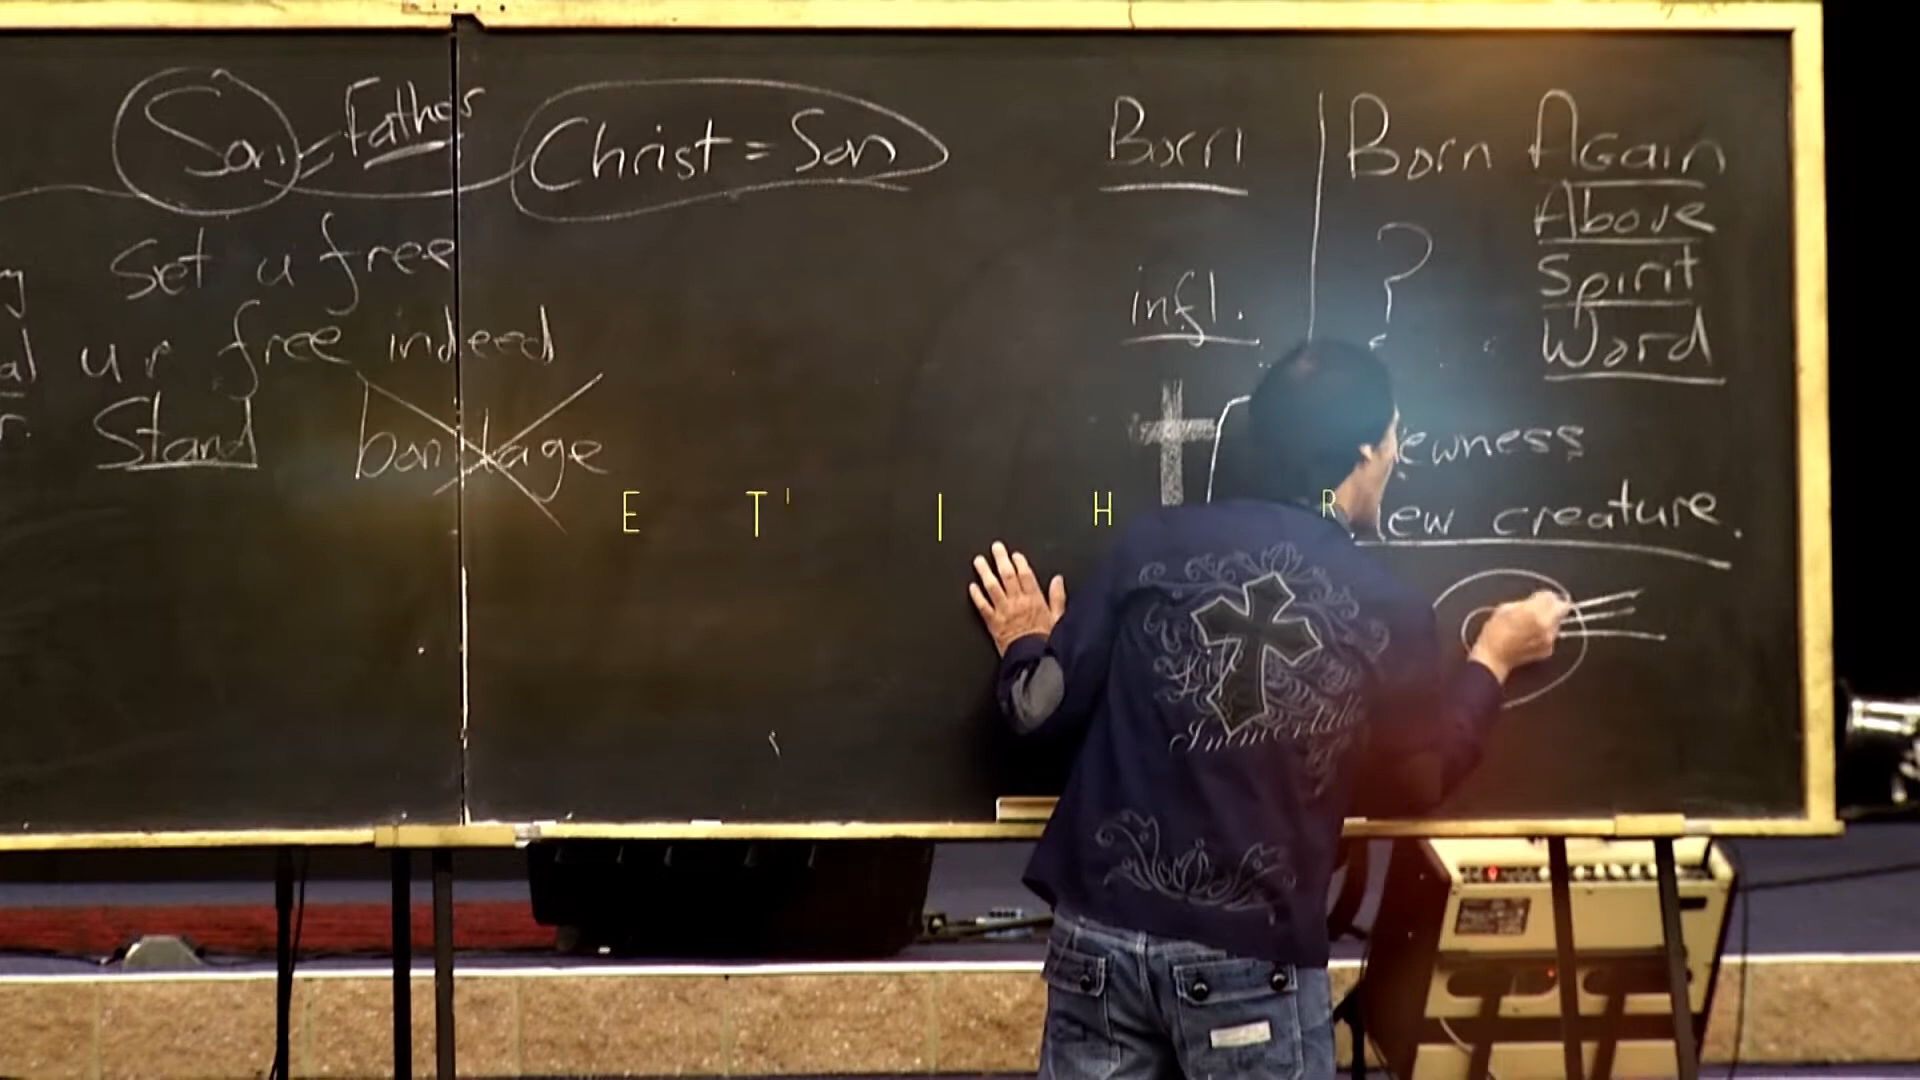 Son = Father Christ = Son
Set u free
ur free indeed
Stand bondage
Born
infl.
Born Again
Above
Spirit
Word
?
ewness
ew creature.
E T I H R